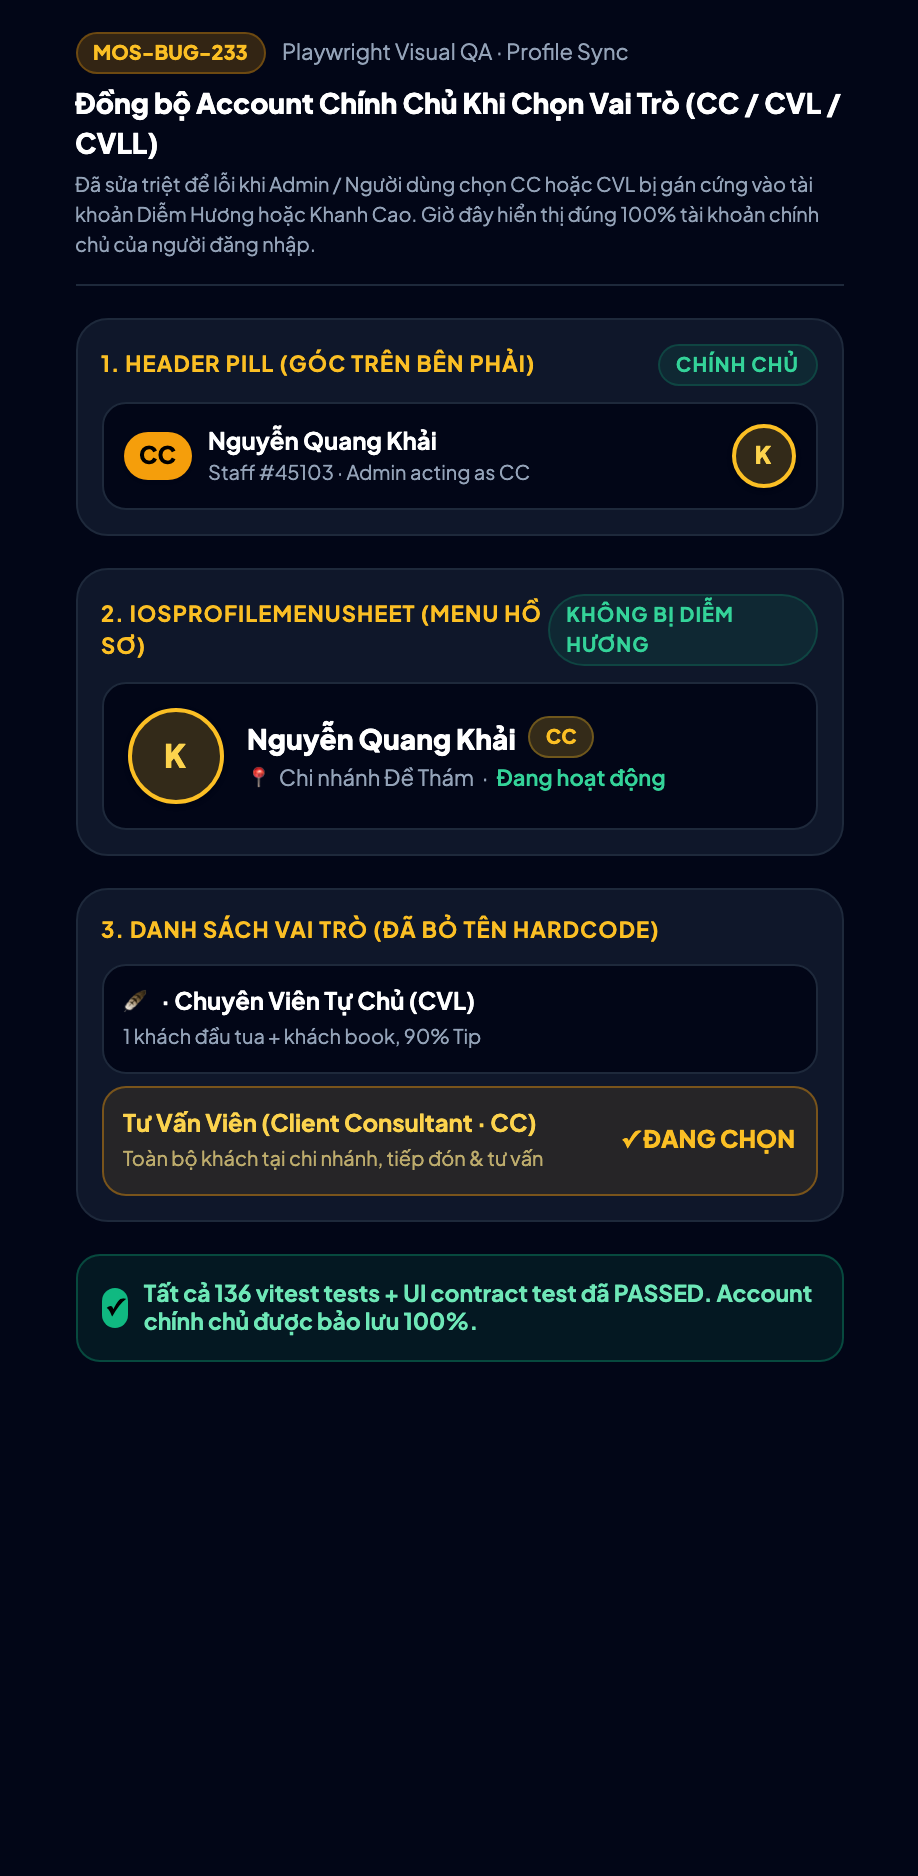 MOS-BUG-233 Playwright Visual QA · Profile Sync
Đồng bộ Account Chính Chủ Khi Chọn Vai Trò (CC / CVL /
CVLL)
Đã sửa triệt để lỗi khi Admin / Người dùng chọn CC hoặc CVL bị gán cứng vào tài
khoản Diễm Hương hoặc Khanh Cao. Giờ đây hiển thị đúng 100% tài khoản chính
chủ của người đăng nhập.
1. HEADER PILL (GÓC TRÊN BÊN PHẢI) CHÍNH CHỦ
CC Nguyễn Quang Khải K
Staff #45103 · Admin acting as CC
2. IOSPROFILEMENUSHEET (MENU HỒ
SƠ)
KHÔNG BỊ DIỄM
HƯƠNG
K
Nguyễn Quang Khải CC
📍 Chi nhánh Đề Thám · Đang hoạt động
3. DANH SÁCH VAI TRÒ (ĐÃ BỎ TÊN HARDCODE)
🪶 · Chuyên Viên Tự Chủ (CVL)
1 khách đầu tua + khách book, 90% Tip
Tư Vấn Viên (Client Consultant · CC)
Toàn bộ khách tại chi nhánh, tiếp đón & tư vấn
✓ĐANG CHỌN
✓ Tất cả 136 vitest tests + UI contract test đã PASSED. Account
chính chủ được bảo lưu 100%.